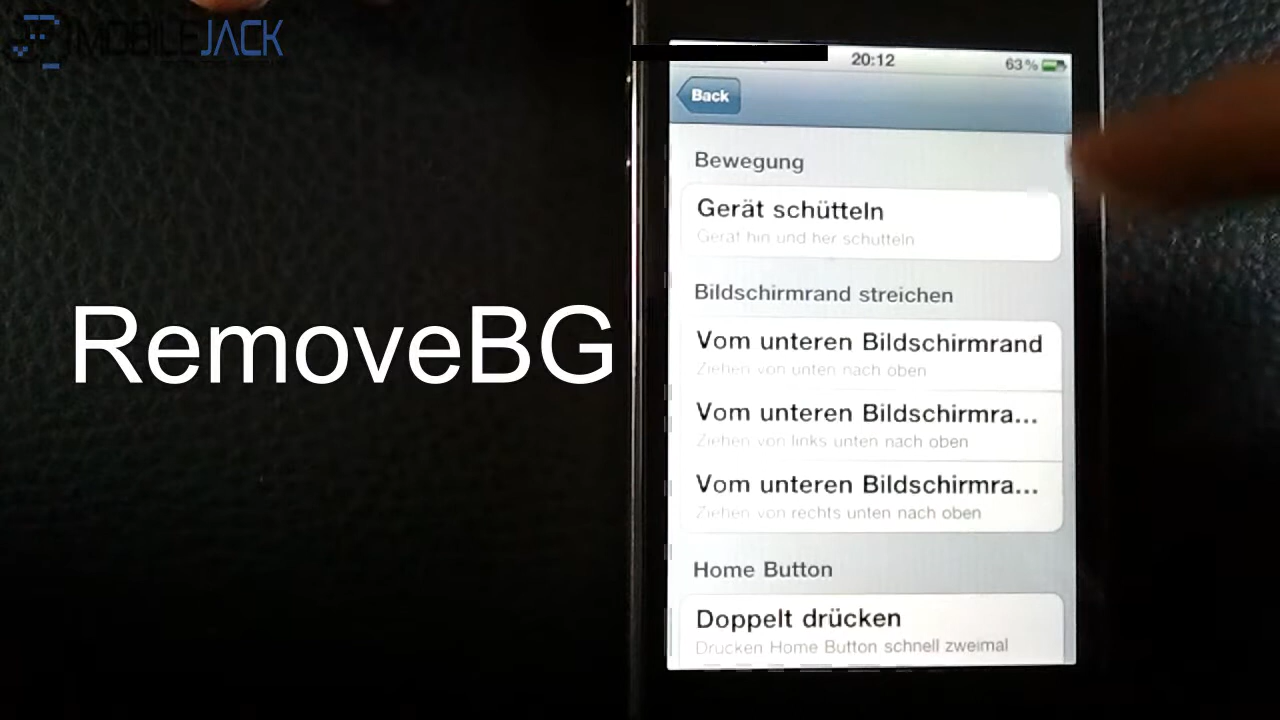 MOBILEJACK
20:12
63%
Back
Bewegung
Gerät schütteln
Gerät hin und her schütteln
Bildschirmrand streichen
Vom unteren Bildschirmrand
Ziehen von unten nach oben
Vom unteren Bildschirmra...
Ziehen von links unten nach oben
Vom unteren Bildschirmra...
Ziehen von rechts unten nach oben
RemoveBG
Home Button
Doppelt drücken
Drücken Home Button schnell zweimal